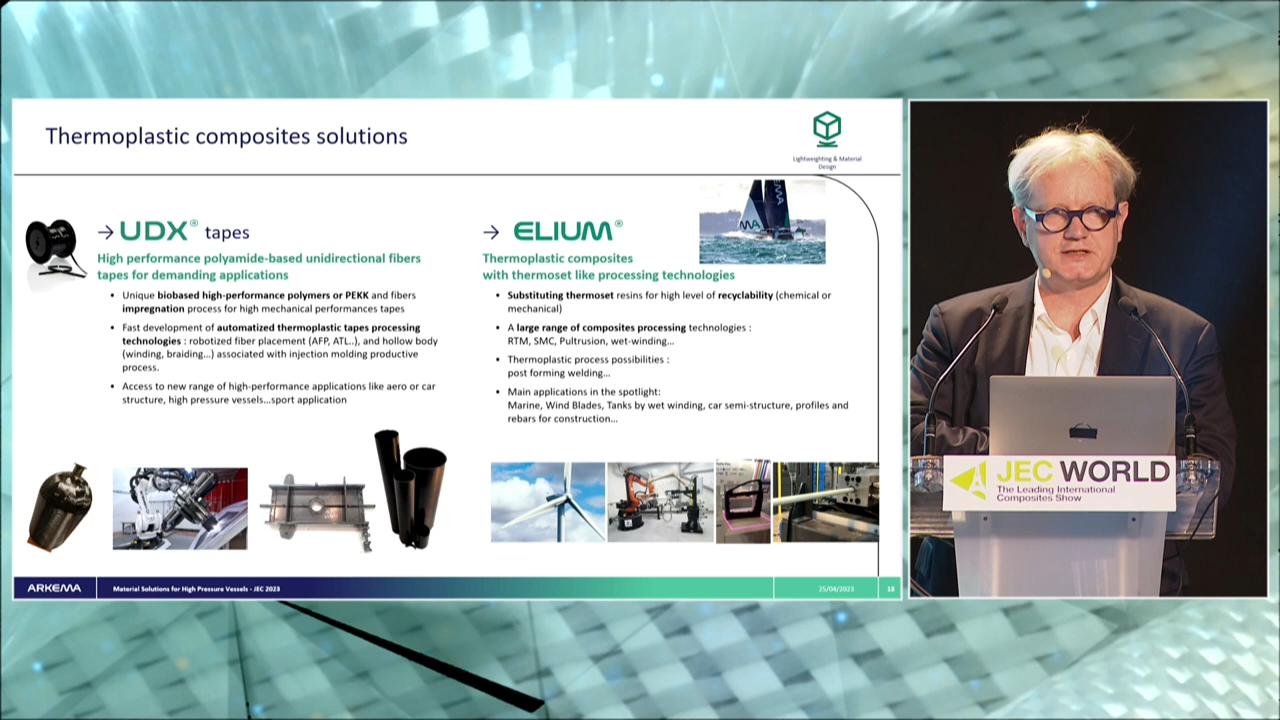 Thermoplastic composites solutions
Lightweighting & Material
Design
→ UDX® tapes
High performance polyamide-based unidirectional fibers
tapes for demanding applications
• Unique biobased high-performance polymers or PEKK and fibers
impregnation process for high mechanical performances tapes
• Fast development of automatized thermoplastic tapes processing
technologies : robotized fiber placement (AFP, ATL..), and hollow body
(winding, braiding...) associated with injection molding productive
process.
• Access to new range of high-performance applications like aero or car
structure, high pressure vessels...sport application
→ ELIUM®
Thermoplastic composites
with thermoset like processing technologies
• Substituting thermoset resins for high level of recyclability (chemical or
mechanical)
• A large range of composites processing technologies :
RTM, SMC, Pultrusion, wet-winding...
• Thermoplastic process possibilities :
post forming welding...
• Main applications in the spotlight:
Marine, Wind Blades, Tanks by wet winding, car semi-structure, profiles and
rebars for construction...
ARKEMA
Material Solutions for High Pressure Vessels - JEC 2023
25/04/2023
13
JEC WORLD
The Leading International
Composites Show